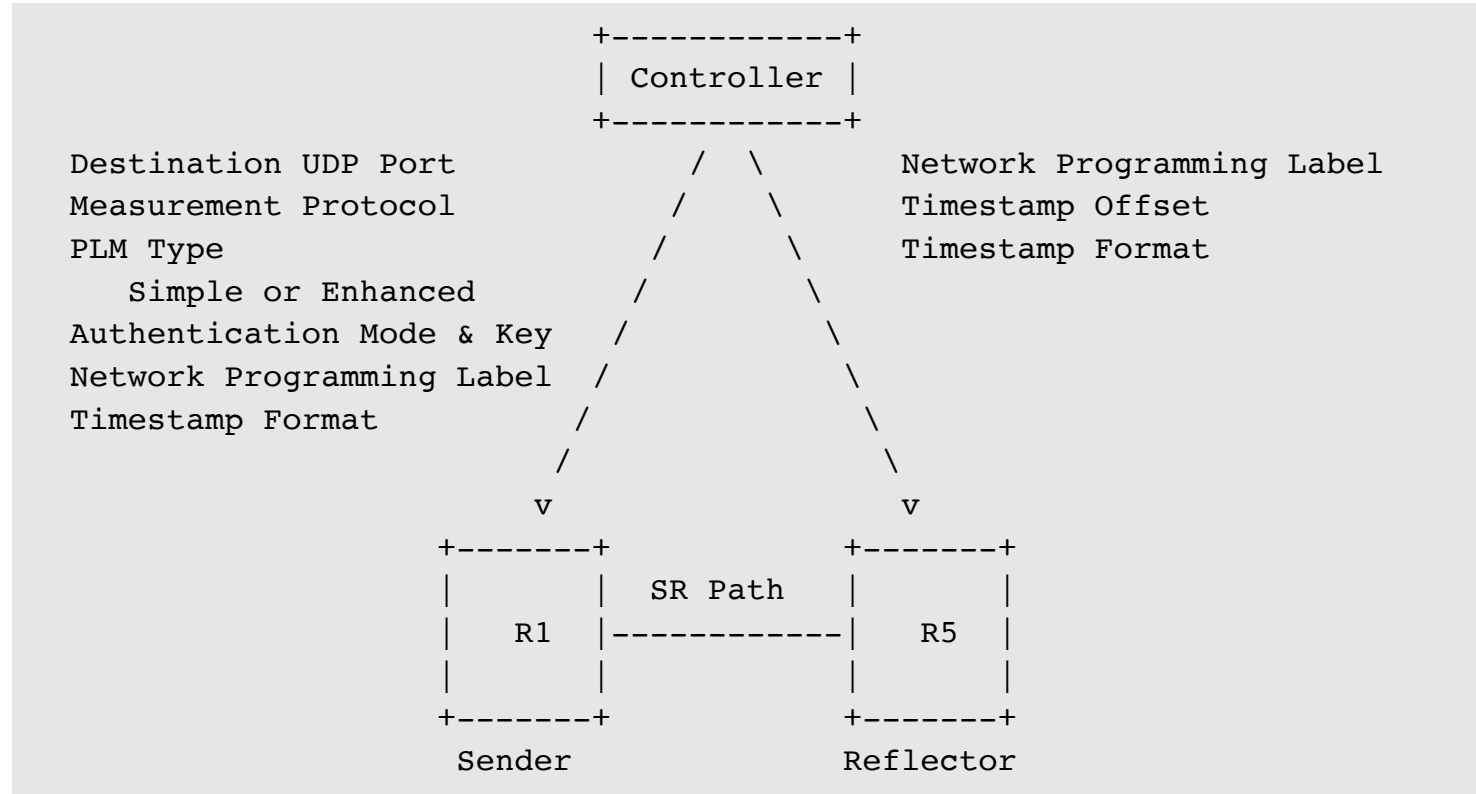 Controller
Destination UDP Port
Measurement Protocol
PLM Type
Simple or Enhanced
Authentication Mode & Key
Network Programming Label
Timestamp Format
Network Programming Label
Timestamp Offset
Timestamp Format
v v
SR Path
R1 R5
Sender Reflector